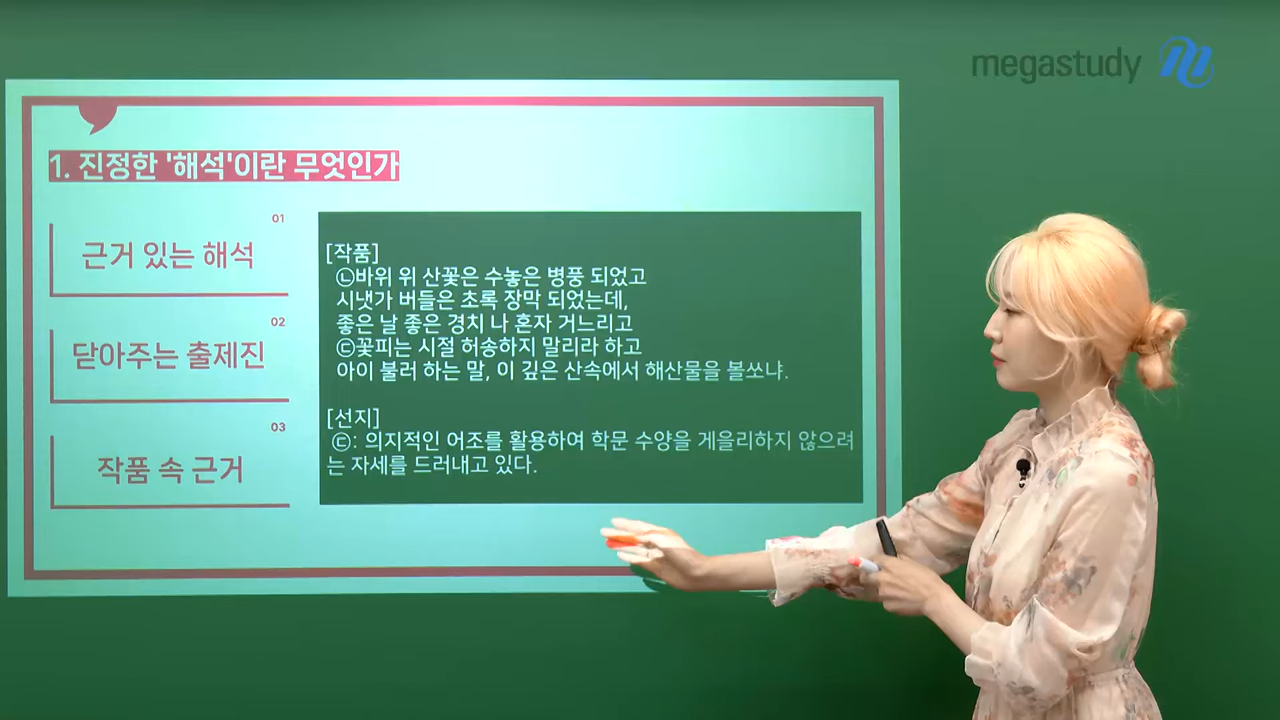 megastudy
1. 진정한 '해석'이란 무엇인가
01
근거 있는 해석
02
닫아주는 출제진
03
작품 속 근거
[작품]
㉡바위 위 산꽃은 수놓은 병풍 되었고
시냇가 버들은 초록 장막 되었는데,
좋은 날 좋은 경치 나 혼자 거느리고
㉢꽃피는 시절 허송하지 말리라 하고
아이 불러 하는 말, 이 깊은 산속에서 해산물을 볼쏘냐.
[선지]
㉢: 의지적인 어조를 활용하여 학문 수양을 게을리하지 않으려
는 자세를 드러내고 있다.